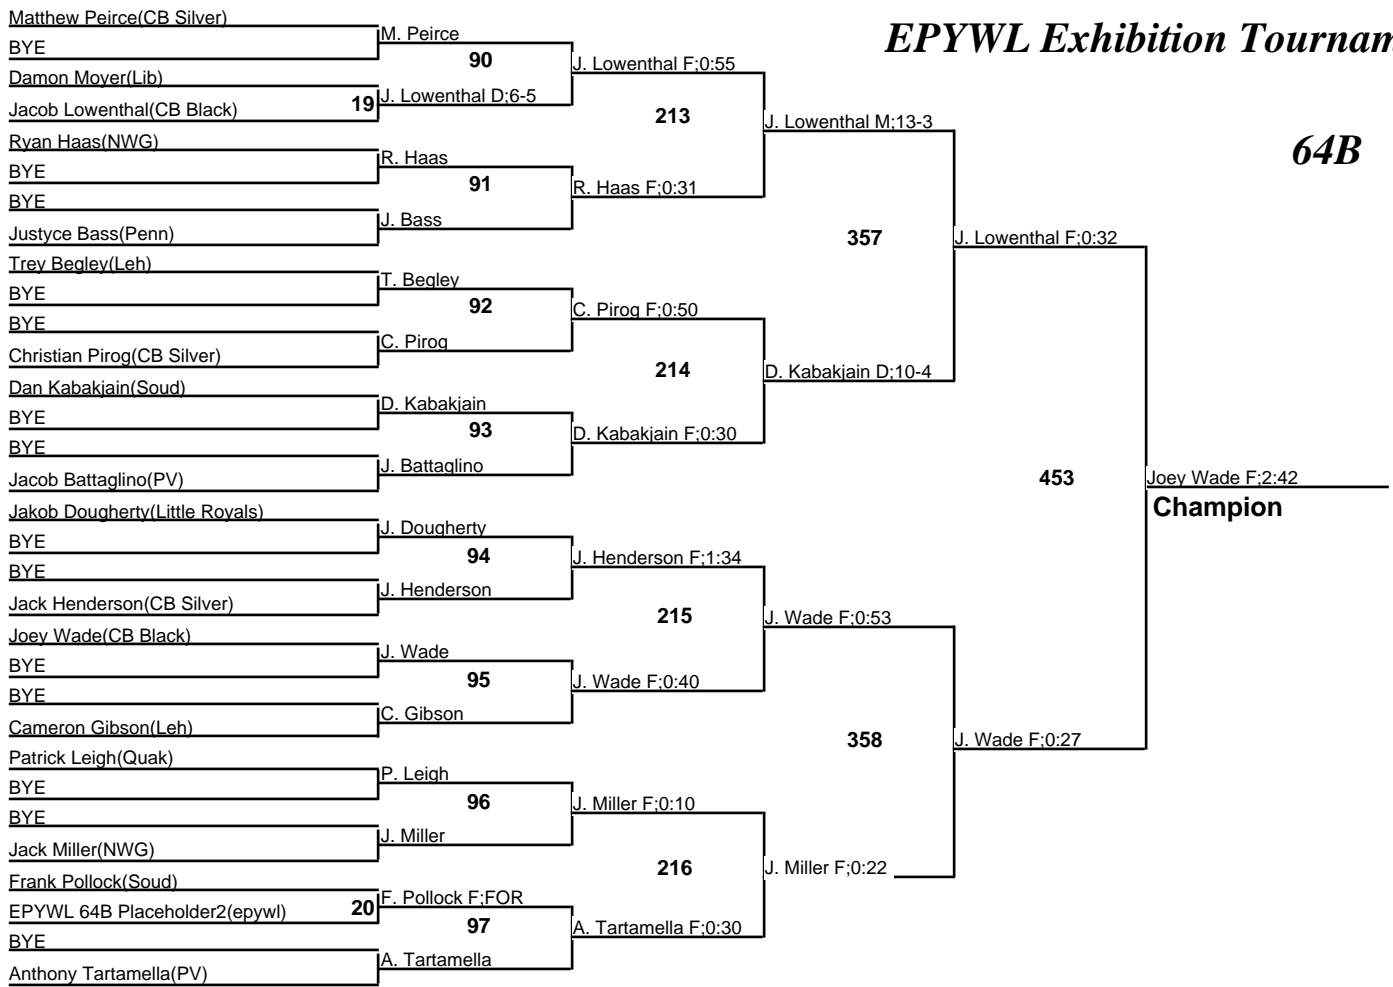 EPYWL Exhibition Tournam
64B
Matthew Peirce(CB Silver)
BYE
Damon Moyer(Lib)
Jacob Lowenthal(CB Black)
Ryan Haas(NWG)
BYE
BYE
Justyce Bass(Penn)
Trey Begley(Leh)
BYE
BYE
Christian Pirog(CB Silver)
Dan Kabakjain(Soud)
BYE
BYE
Jacob Battaglino(PV)
Jakob Dougherty(Little Royals)
BYE
BYE
Jack Henderson(CB Silver)
Joey Wade(CB Black)
BYE
BYE
Cameron Gibson(Leh)
Patrick Leigh(Quak)
BYE
BYE
Jack Miller(NWG)
Frank Pollock(Soud)
EPYWL 64B Placeholder2(epywl)
BYE
Anthony Tartamella(PV)
19
20
M. Peirce
90
J. Lowenthal D;6-5
R. Haas
91
J. Bass
T. Begley
92
C. Pirog
D. Kabakjain
93
J. Battaglino
J. Dougherty
94
J. Henderson
J. Wade
95
C. Gibson
P. Leigh
96
J. Miller
F. Pollock F;FOR
97
A. Tartamella
J. Lowenthal F;0:55
213
R. Haas F;0:31
C. Pirog F;0:50
214
D. Kabakjain F;0:30
J. Henderson F;1:34
215
J. Wade F;0:40
J. Miller F;0:10
216
A. Tartamella F;0:30
J. Lowenthal M;13-3
357
D. Kabakjain D;10-4
J. Wade F;0:53
358
J. Miller F;0:22
J. Lowenthal F;0:32
453
J. Wade F;0:27
Joey Wade F;2:42
Champion